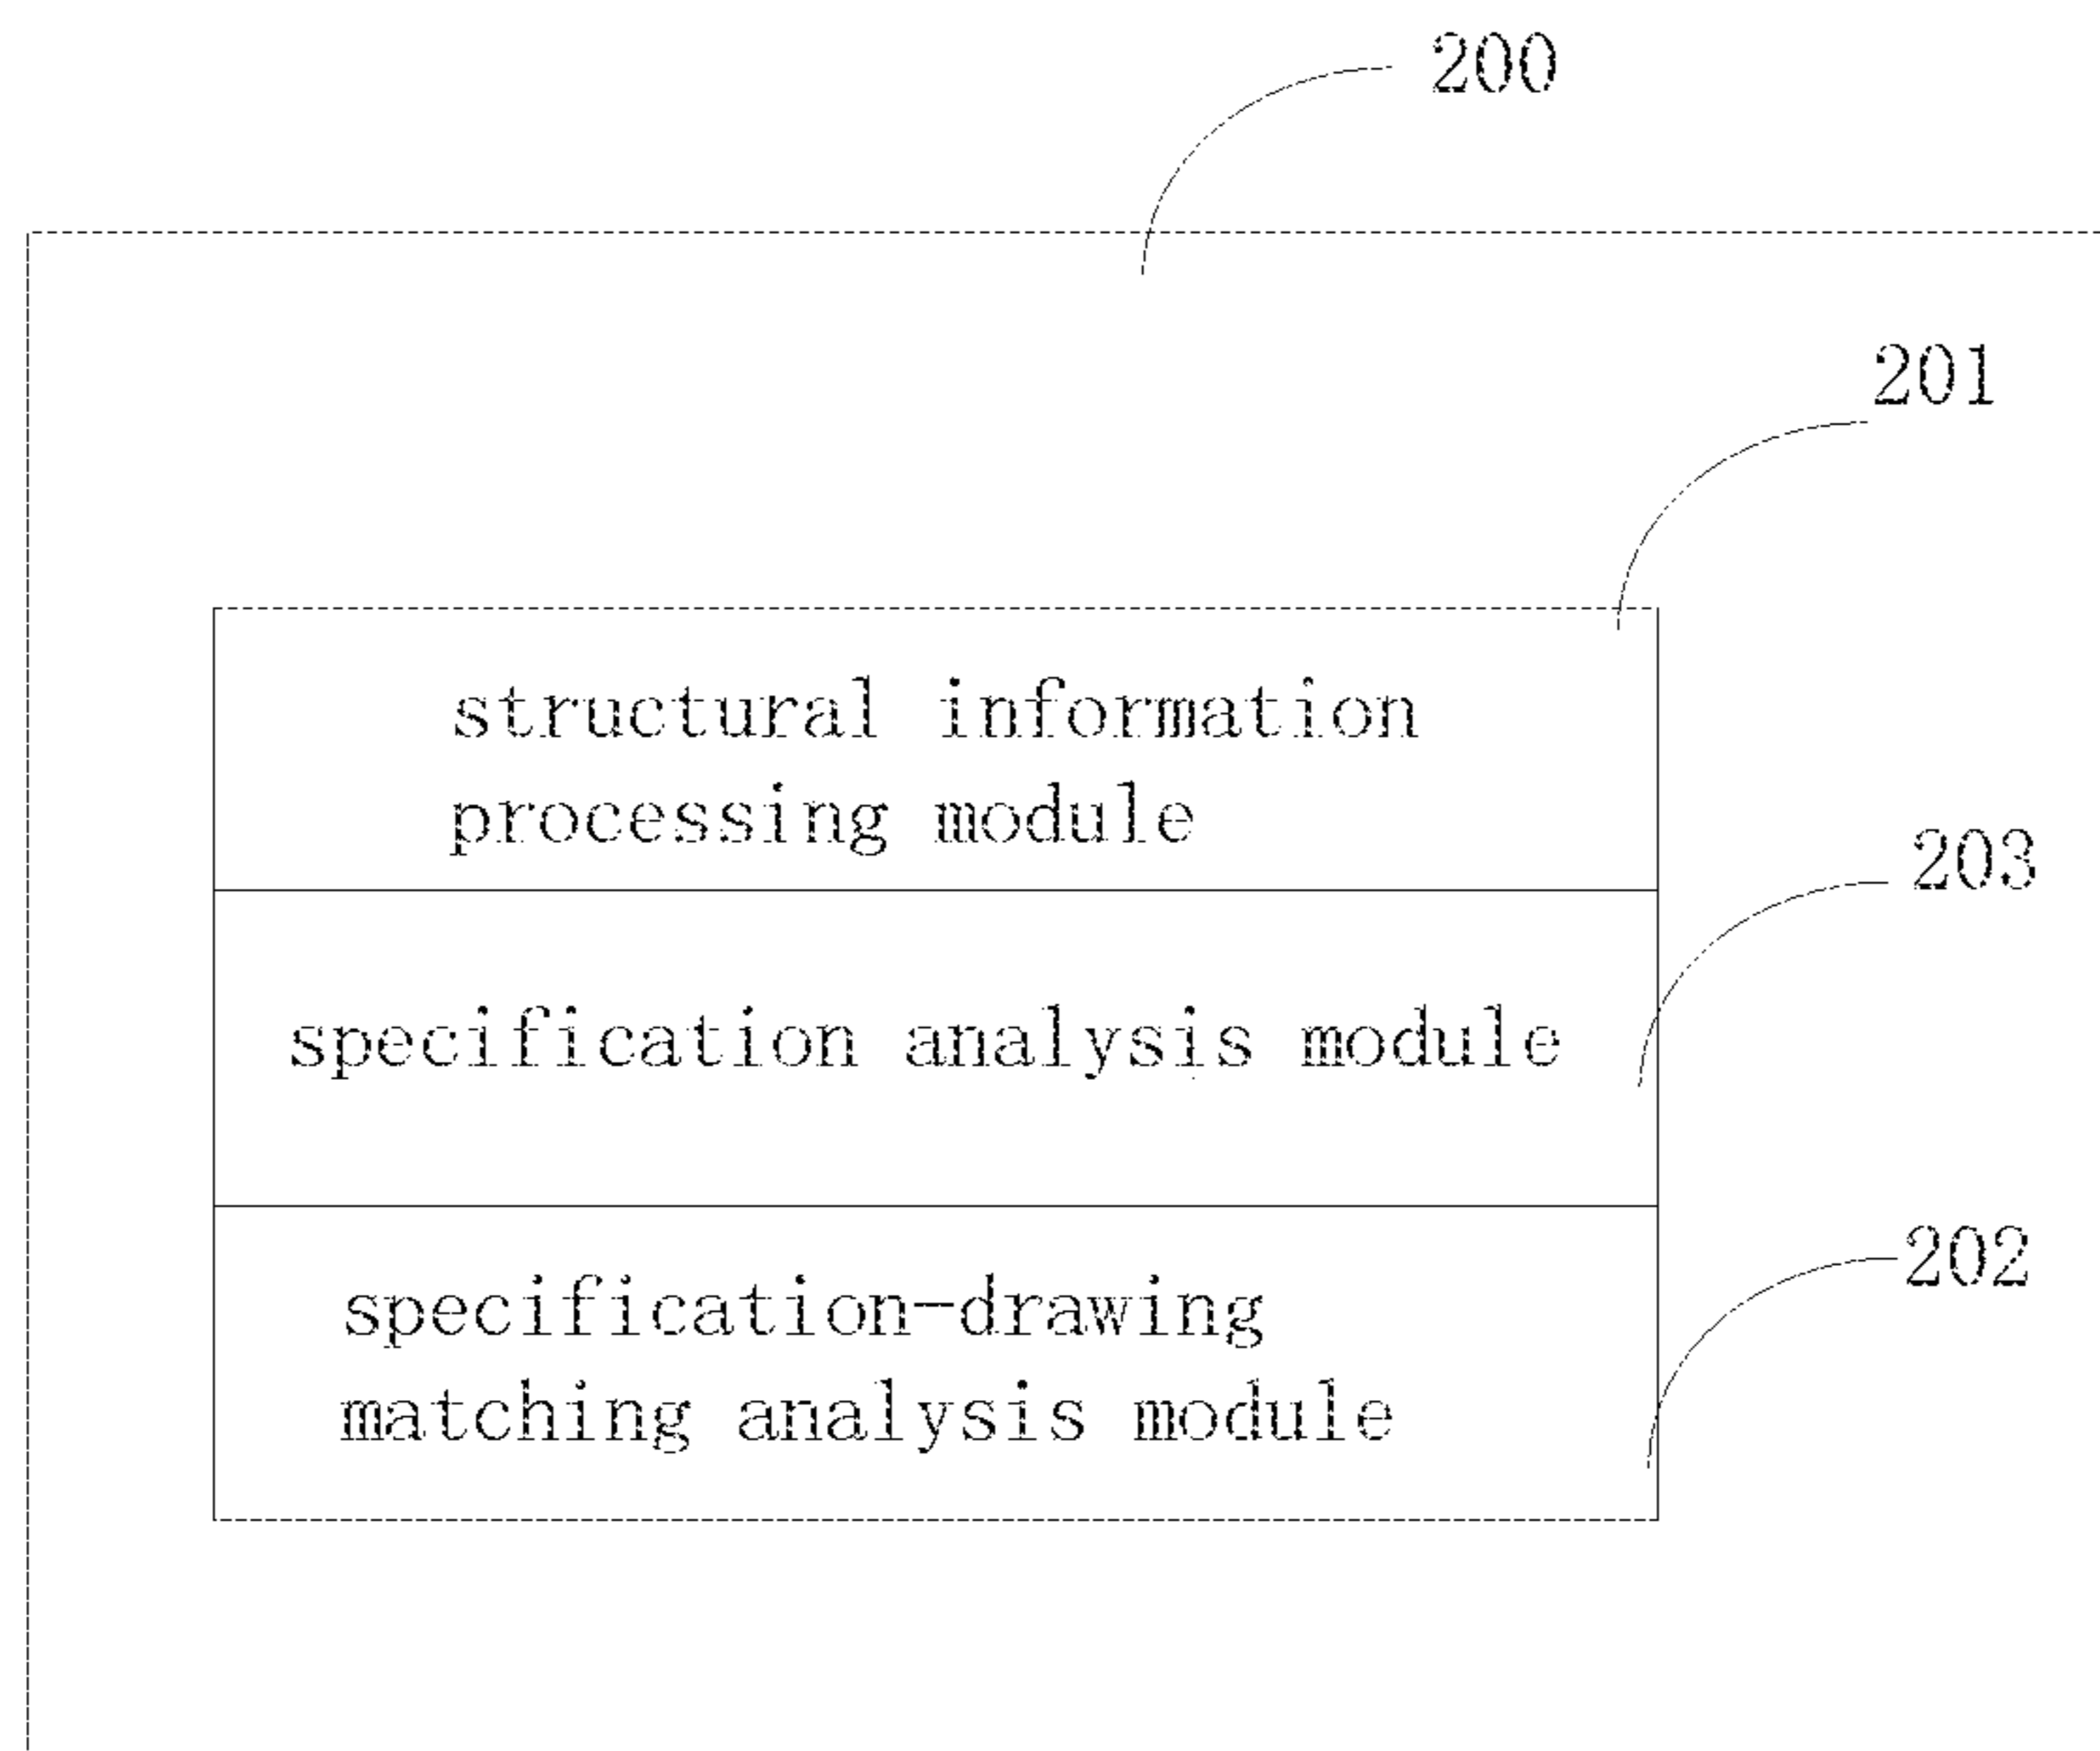 200
201
structural information
processing module
203
specification analysis module
202
specification-drawing
matching analysis module